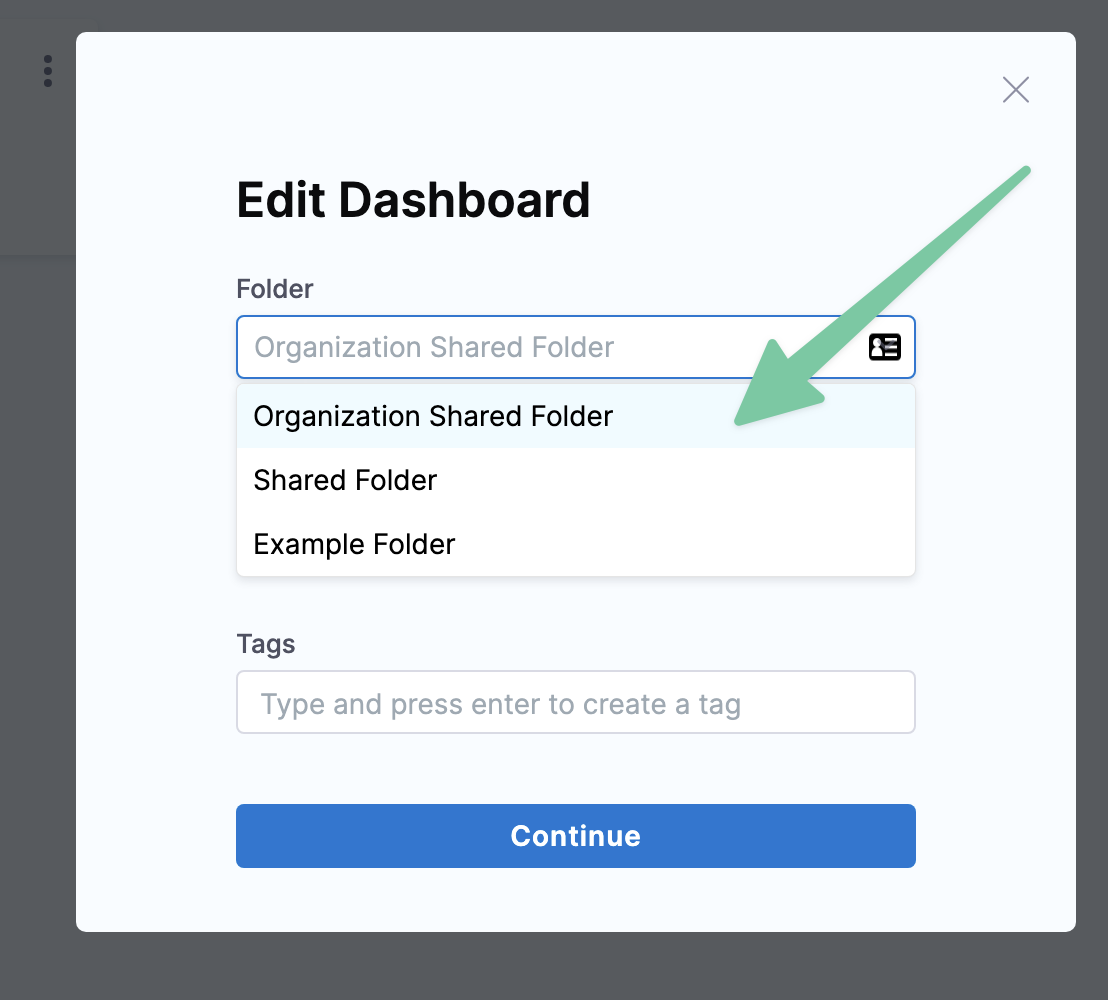 Edit Dashboard
Folder
Organization Shared Folder
Organization Shared Folder
Shared Folder
Example Folder
Tags
Type and press enter to create a tag
Continue